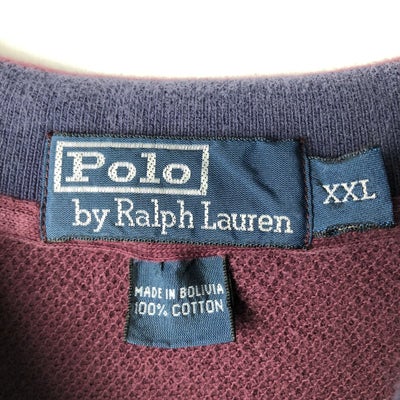 Polo
by Ralph Lauren
XXL
MADE IN BOLIVIA
100% COTTON